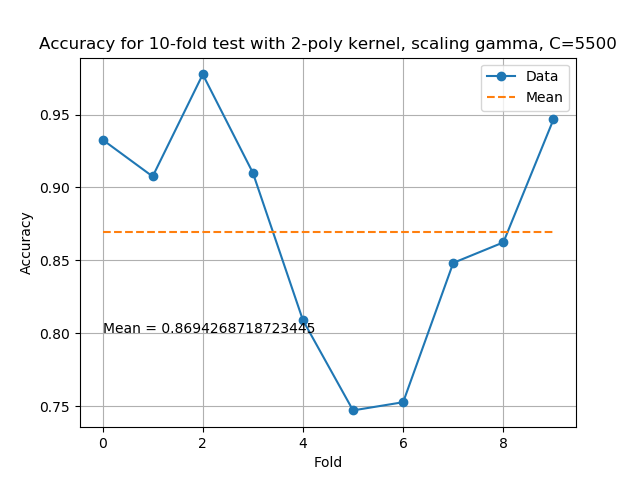 Accuracy for 10-fold test with 2-poly kernel, scaling gamma, C=5500
Data
Mean
0.95
0.90
0.85
0.80
0.75
Accuracy
Mean = 0.8694268718723445
0 2 4 6 8
Fold